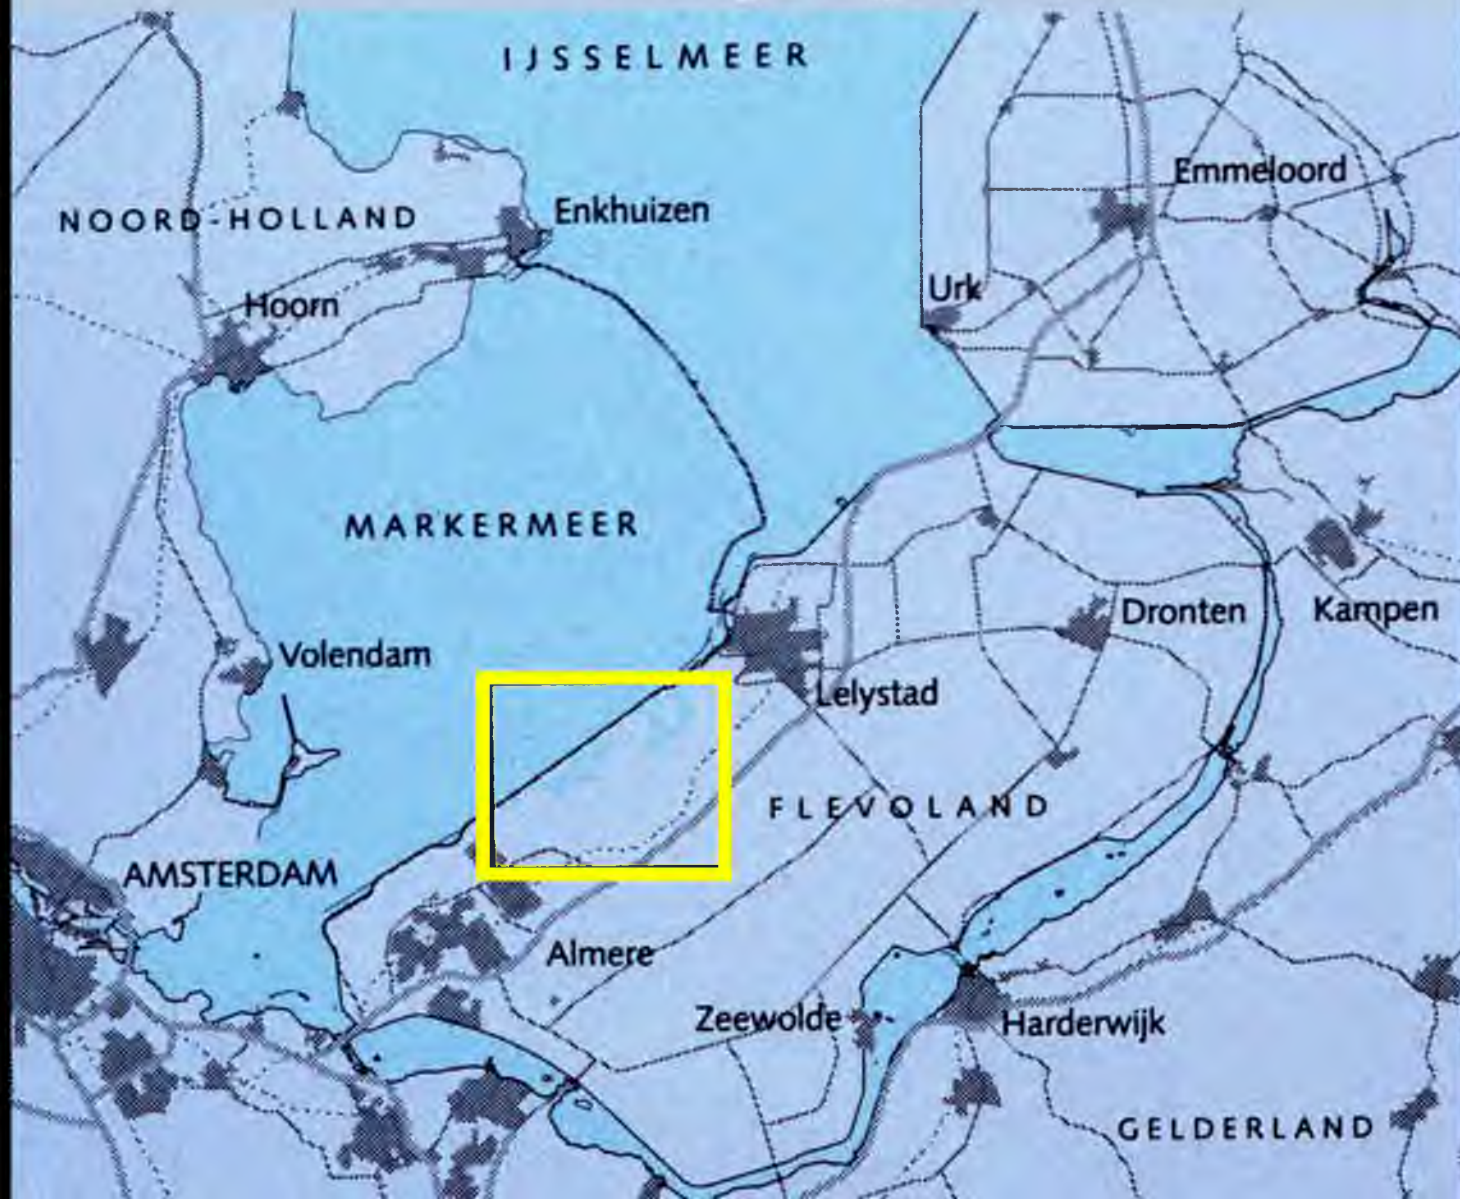 IJSSELMEER
Emmeloord
NOORD-HOLLAND
Enkhuizen
Urk
Hoorn
MARKERMEER
Dronten
Kampen
Volendam
Lelystad
FLEVOLAND
AMSTERDAM
Almere
Zeewolde
Harderwijk
GELDERLAND